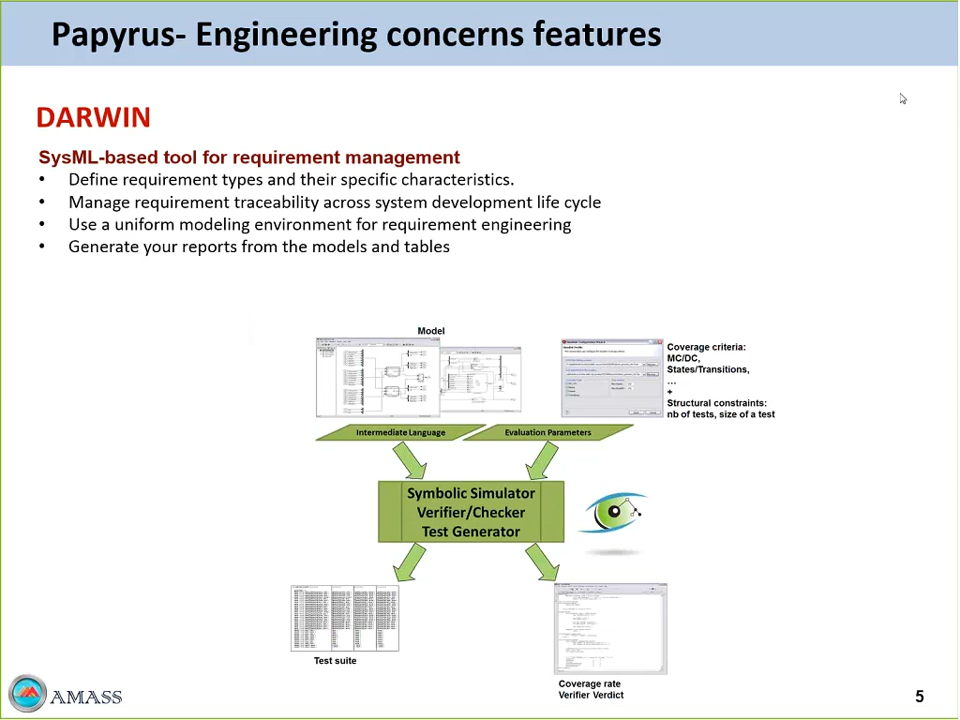 Papyrus- Engineering concerns features
DARWIN
SysML-based tool for requirement management
• Define requirement types and their specific characteristics.
• Manage requirement traceability across system development life cycle
• Use a uniform modeling environment for requirement engineering
• Generate your reports from the models and tables
Model
Coverage criteria:
MC/DC,
States/Transitions,
...
+
Structural constraints:
nb of tests, size of a test
Intermediate Language
Evaluation Parameters
Symbolic Simulator
Verifier/Checker
Test Generator
Test suite
Coverage rate
Verifier Verdict
AMASS
5